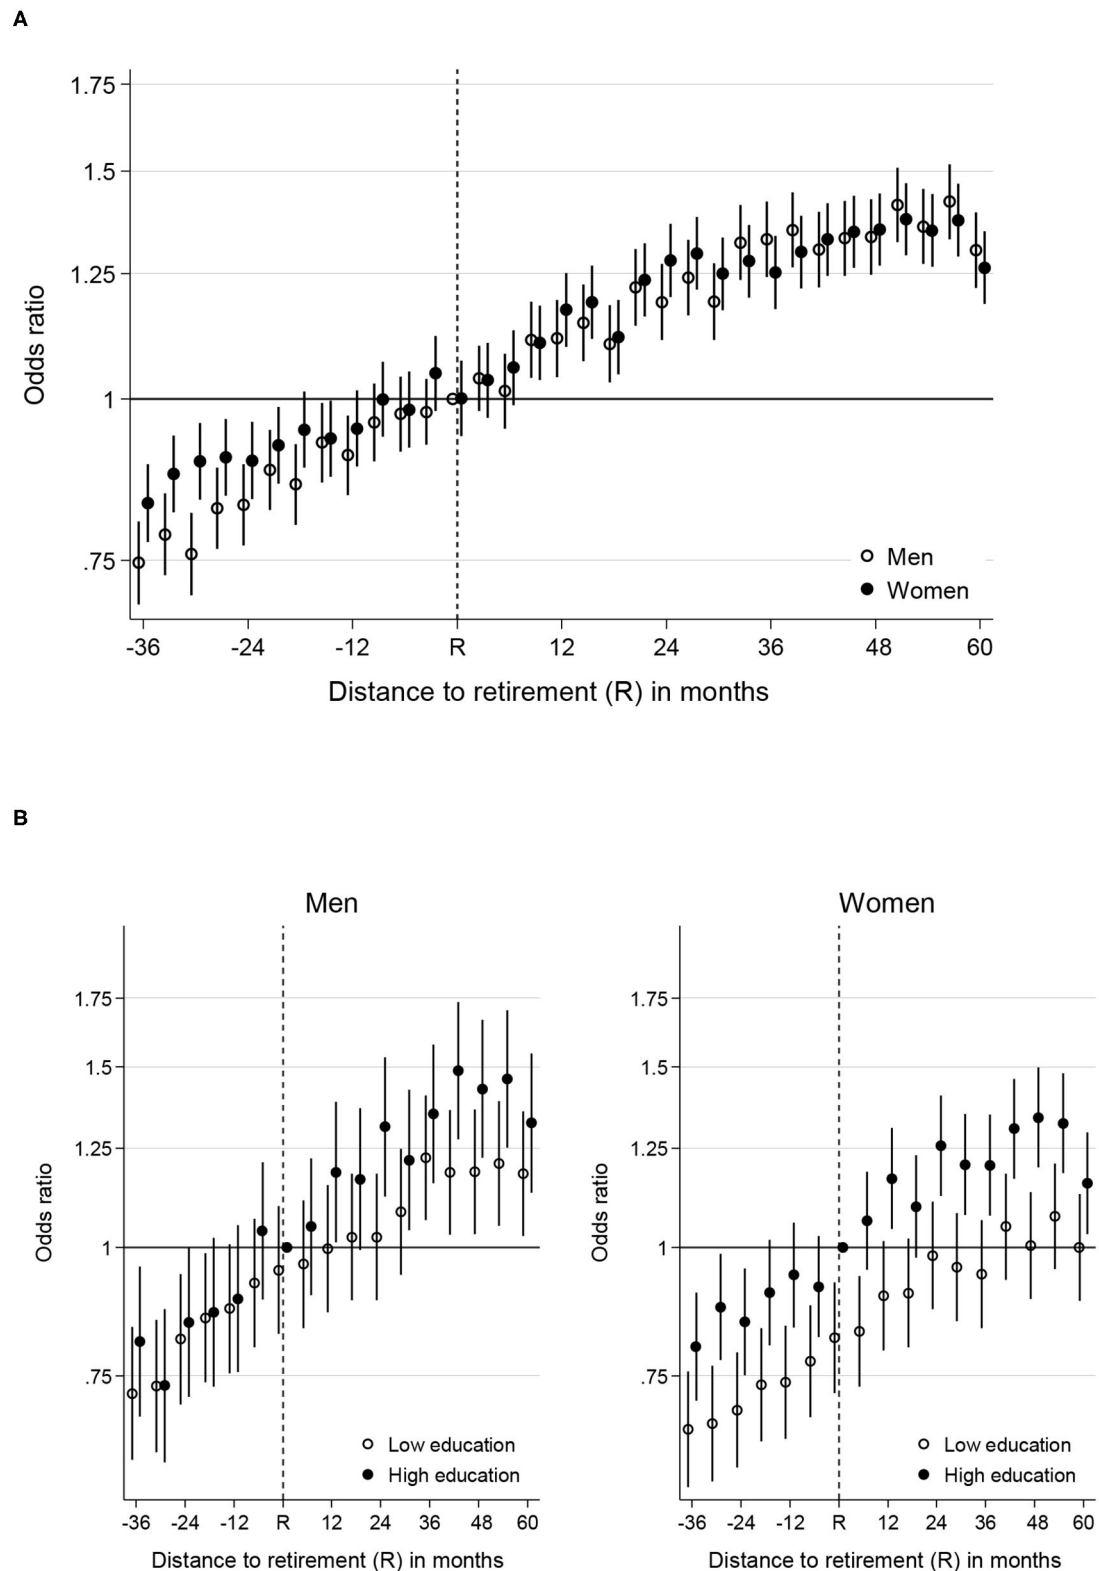 A
1.75
1.5
1.25
1
.75
Odds ratio
Men
Women
-36 -24 -12 R 12 24 36 48 60
Distance to retirement (R) in months
B
Men
1.75
1.5
1.25
1
.75
Odds ratio
Low education
High education
-36 -24 -12 R 12 24 36 48 60
Distance to retirement (R) in months
Women
1.75
1.5
1.25
1
.75
Odds ratio
Low education
High education
-36 -24 -12 R 12 24 36 48 60
Distance to retirement (R) in months